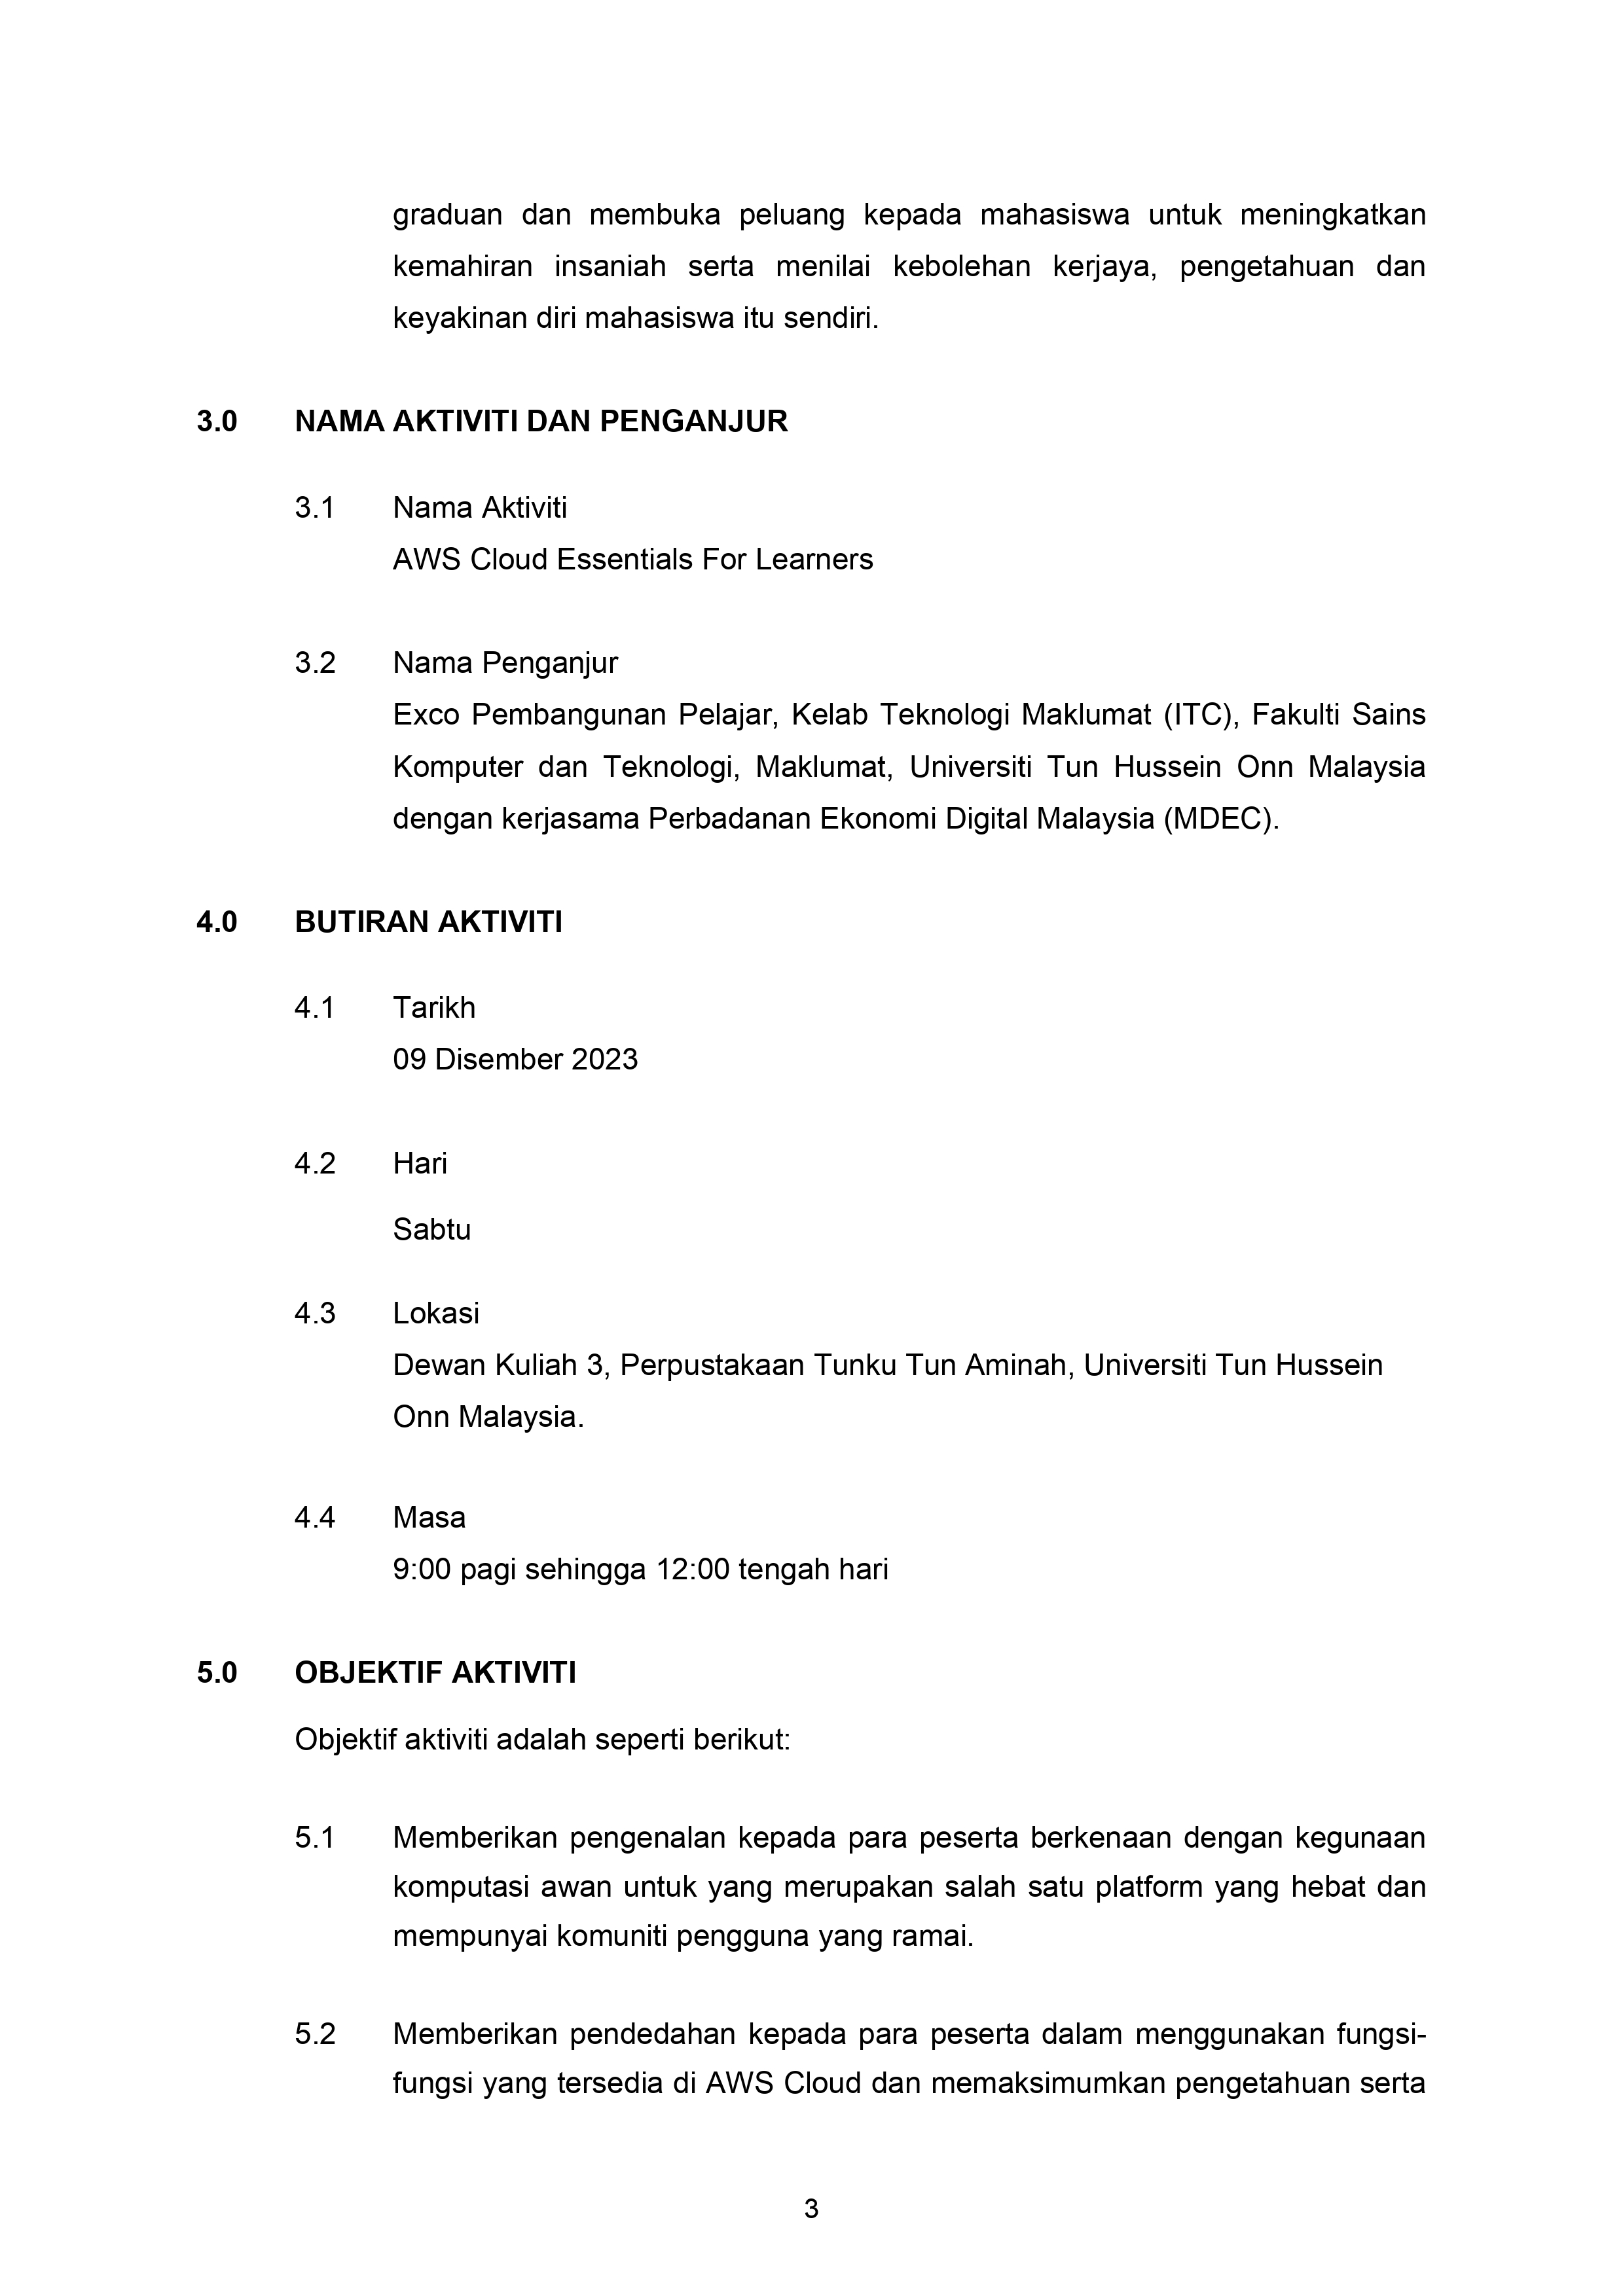 graduan dan membuka peluang kepada mahasiswa untuk meningkatkan
kemahiran insaniah serta menilai kebolehan kerjaya, pengetahuan dan
keyakinan diri mahasiswa itu sendiri.
3.0 NAMA AKTIVITI DAN PENGANJUR
3.1 Nama Aktiviti
AWS Cloud Essentials For Learners
3.2 Nama Penganjur
Exco Pembangunan Pelajar, Kelab Teknologi Maklumat (ITC), Fakulti Sains
Komputer dan Teknologi, Maklumat, Universiti Tun Hussein Onn Malaysia
dengan kerjasama Perbadanan Ekonomi Digital Malaysia (MDEC).
4.0 BUTIRAN AKTIVITI
4.1 Tarikh
09 Disember 2023
4.2 Hari
Sabtu
4.3 Lokasi
Dewan Kuliah 3, Perpustakaan Tunku Tun Aminah, Universiti Tun Hussein
Onn Malaysia.
4.4 Masa
9:00 pagi sehingga 12:00 tengah hari
5.0 OBJEKTIF AKTIVITI
Objektif aktiviti adalah seperti berikut:
5.1 Memberikan pengenalan kepada para peserta berkenaan dengan kegunaan
komputasi awan untuk yang merupakan salah satu platform yang hebat dan
mempunyai komuniti pengguna yang ramai.
5.2 Memberikan pendedahan kepada para peserta dalam menggunakan fungsi-
fungsi yang tersedia di AWS Cloud dan memaksimumkan pengetahuan serta
3